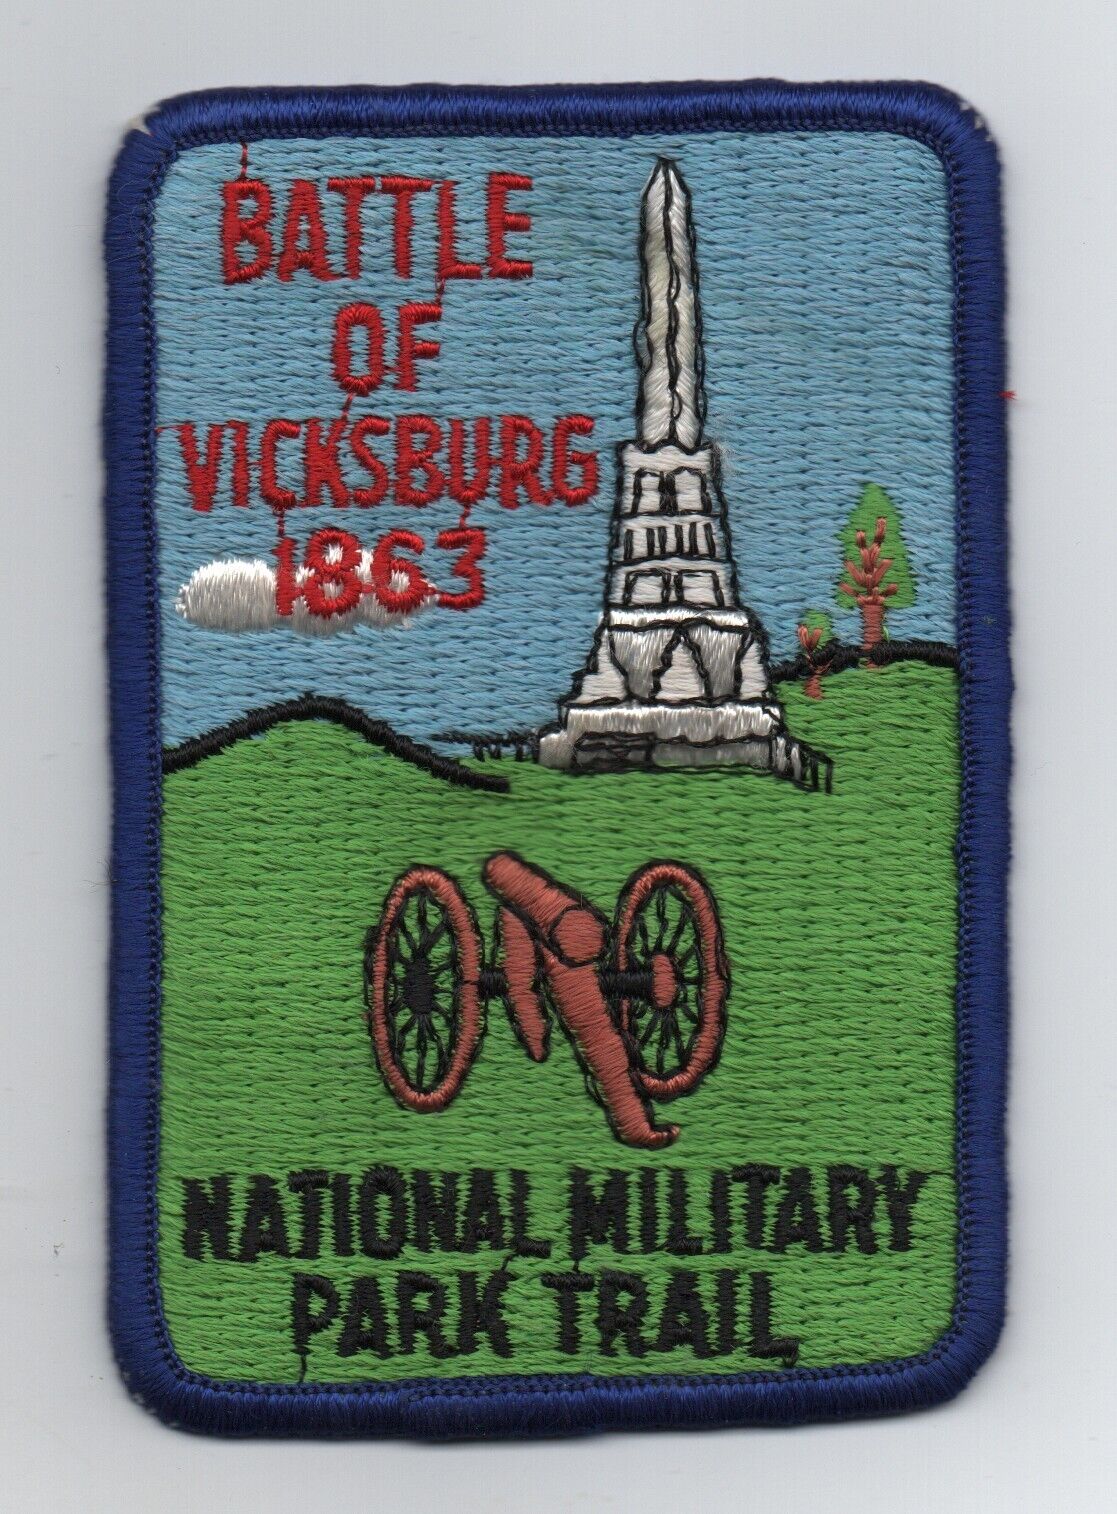 BATTLE
OF
VICKSBURG
1863
NATIONAL MILITARY
PARK TRAIL